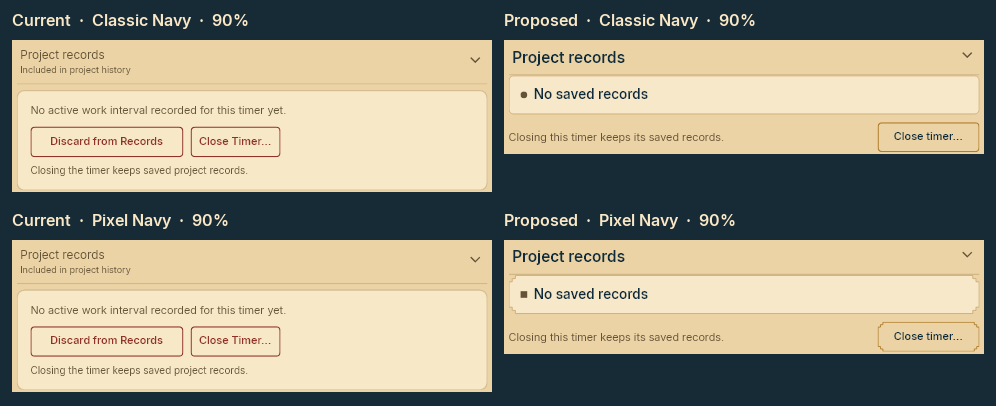 Current · Classic Navy · 90%
Project records
Included in project history
No active work interval recorded for this timer yet.
Discard from Records
Close Timer...
Closing the timer keeps saved project records.
Proposed · Classic Navy · 90%
Project records
No saved records
Closing this timer keeps its saved records.
Close timer...
Current · Pixel Navy · 90%
Project records
Included in project history
No active work interval recorded for this timer yet.
Discard from Records
Close Timer...
Closing the timer keeps saved project records.
Proposed · Pixel Navy · 90%
Project records
No saved records
Closing this timer keeps its saved records.
Close timer...